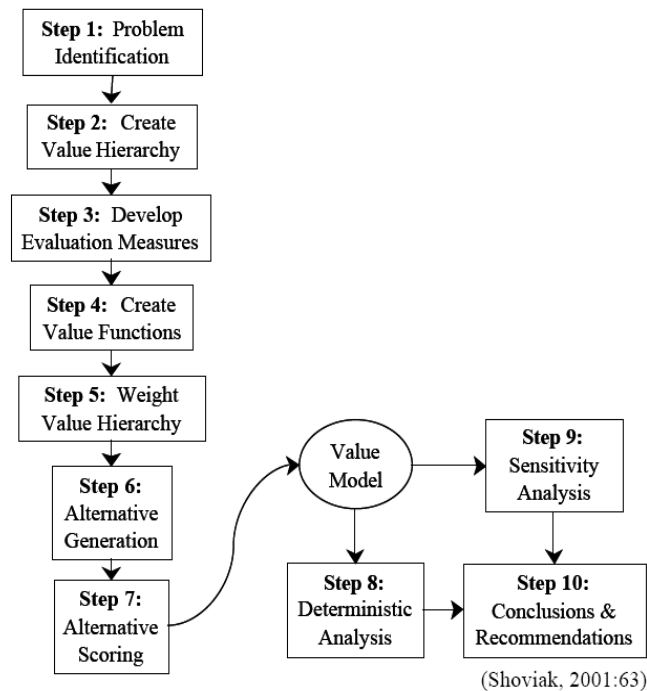 Step 1: Problem
Identification
Step 2: Create
Value Hierarchy
Step 3: Develop
Evaluation Measures
Step 4: Create
Value Functions
Step 5: Weight
Value Hierarchy
Step 6:
Alternative
Generation
Step 7:
Alternative
Scoring
Value
Model
Step 8:
Deterministic
Analysis
Step 9:
Sensitivity
Analysis
Step 10:
Conclusions &
Recommendations
(Shoviak, 2001:63)